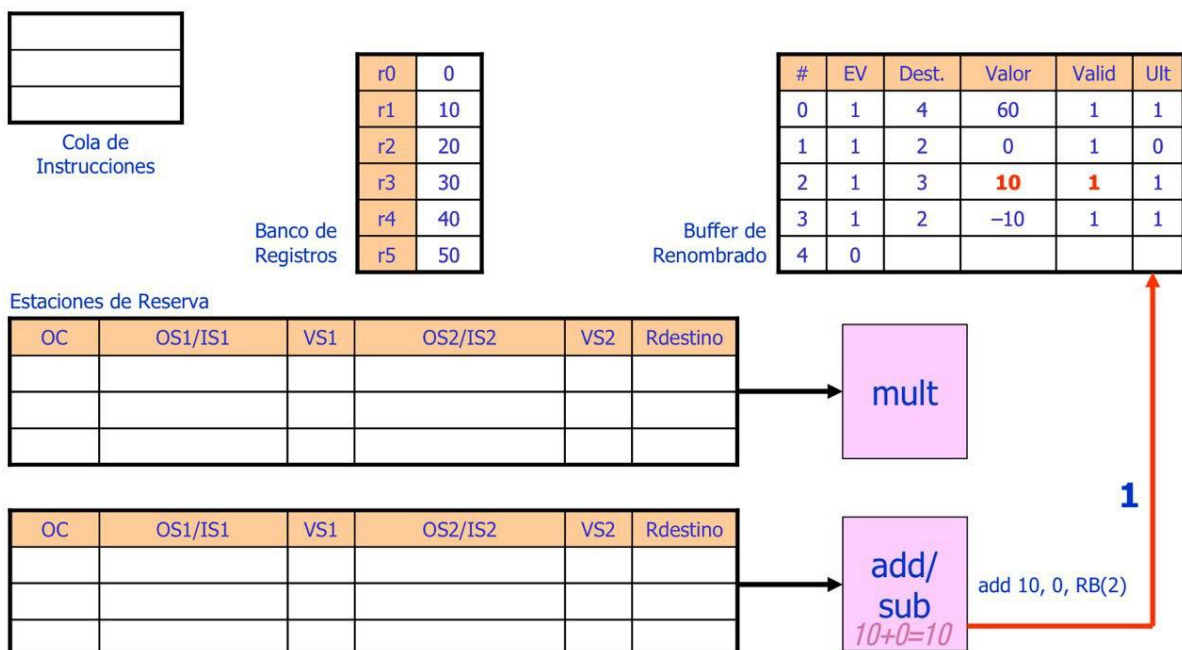 Cola de
Instrucciones
r0 0
r1 10
r2 20
r3 30
r4 40
r5 50
Banco de
Registros
# EV Dest. Valor Valid Ult
0 1 4 60 1 1
1 1 2 0 1 0
2 1 3 10 1 1
3 1 2 –10 1 1
4 0
Buffer de
Renombrado
Estaciones de Reserva
OC OS1/IS1 VS1 OS2/IS2 VS2 Rdestino
mult
1
OC OS1/IS1 VS1 OS2/IS2 VS2 Rdestino
add/
sub
10+0=10
add 10, 0, RB(2)